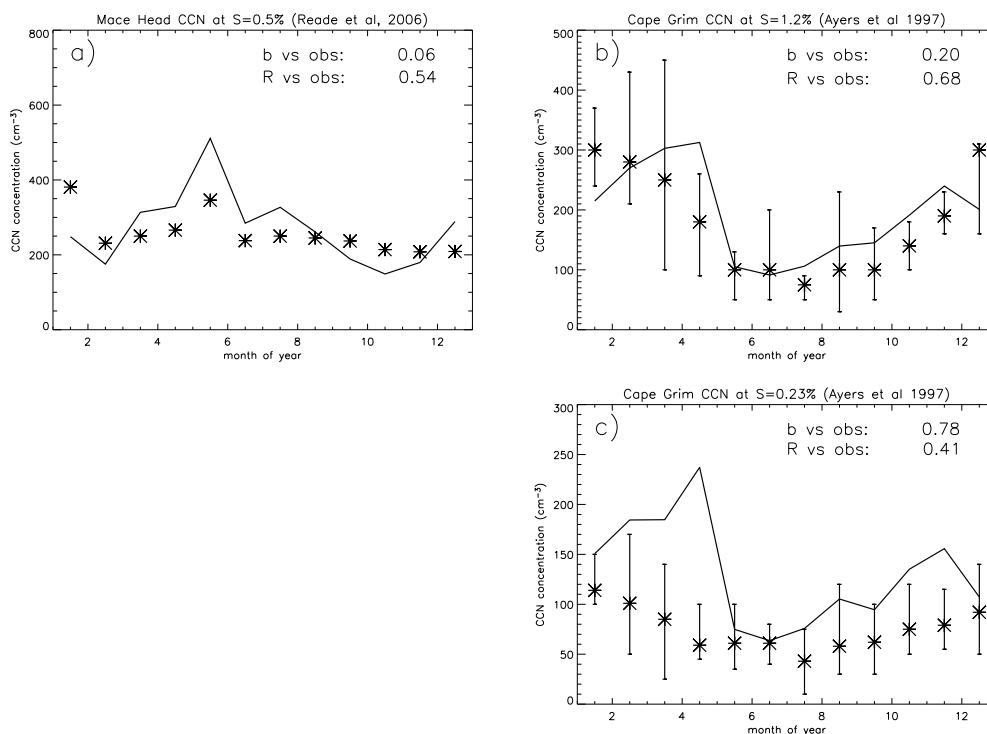 Mace Head CCN at S=0.5% (Reade et al, 2006)
a)
b vs obs: 0.06
R vs obs: 0.54
CCN concentration (cm⁻³)
800
600
400
200
0
2 4 6 8 10 12
month of year
Cape Grim CCN at S=1.2% (Ayers et al 1997)
b)
b vs obs: 0.20
R vs obs: 0.68
CCN concentration (cm⁻³)
500
400
300
200
100
0
2 4 6 8 10 12
month of year
Cape Grim CCN at S=0.23% (Ayers et al 1997)
c)
b vs obs: 0.78
R vs obs: 0.41
CCN concentration (cm⁻³)
300
250
200
150
100
50
0
2 4 6 8 10 12
month of year